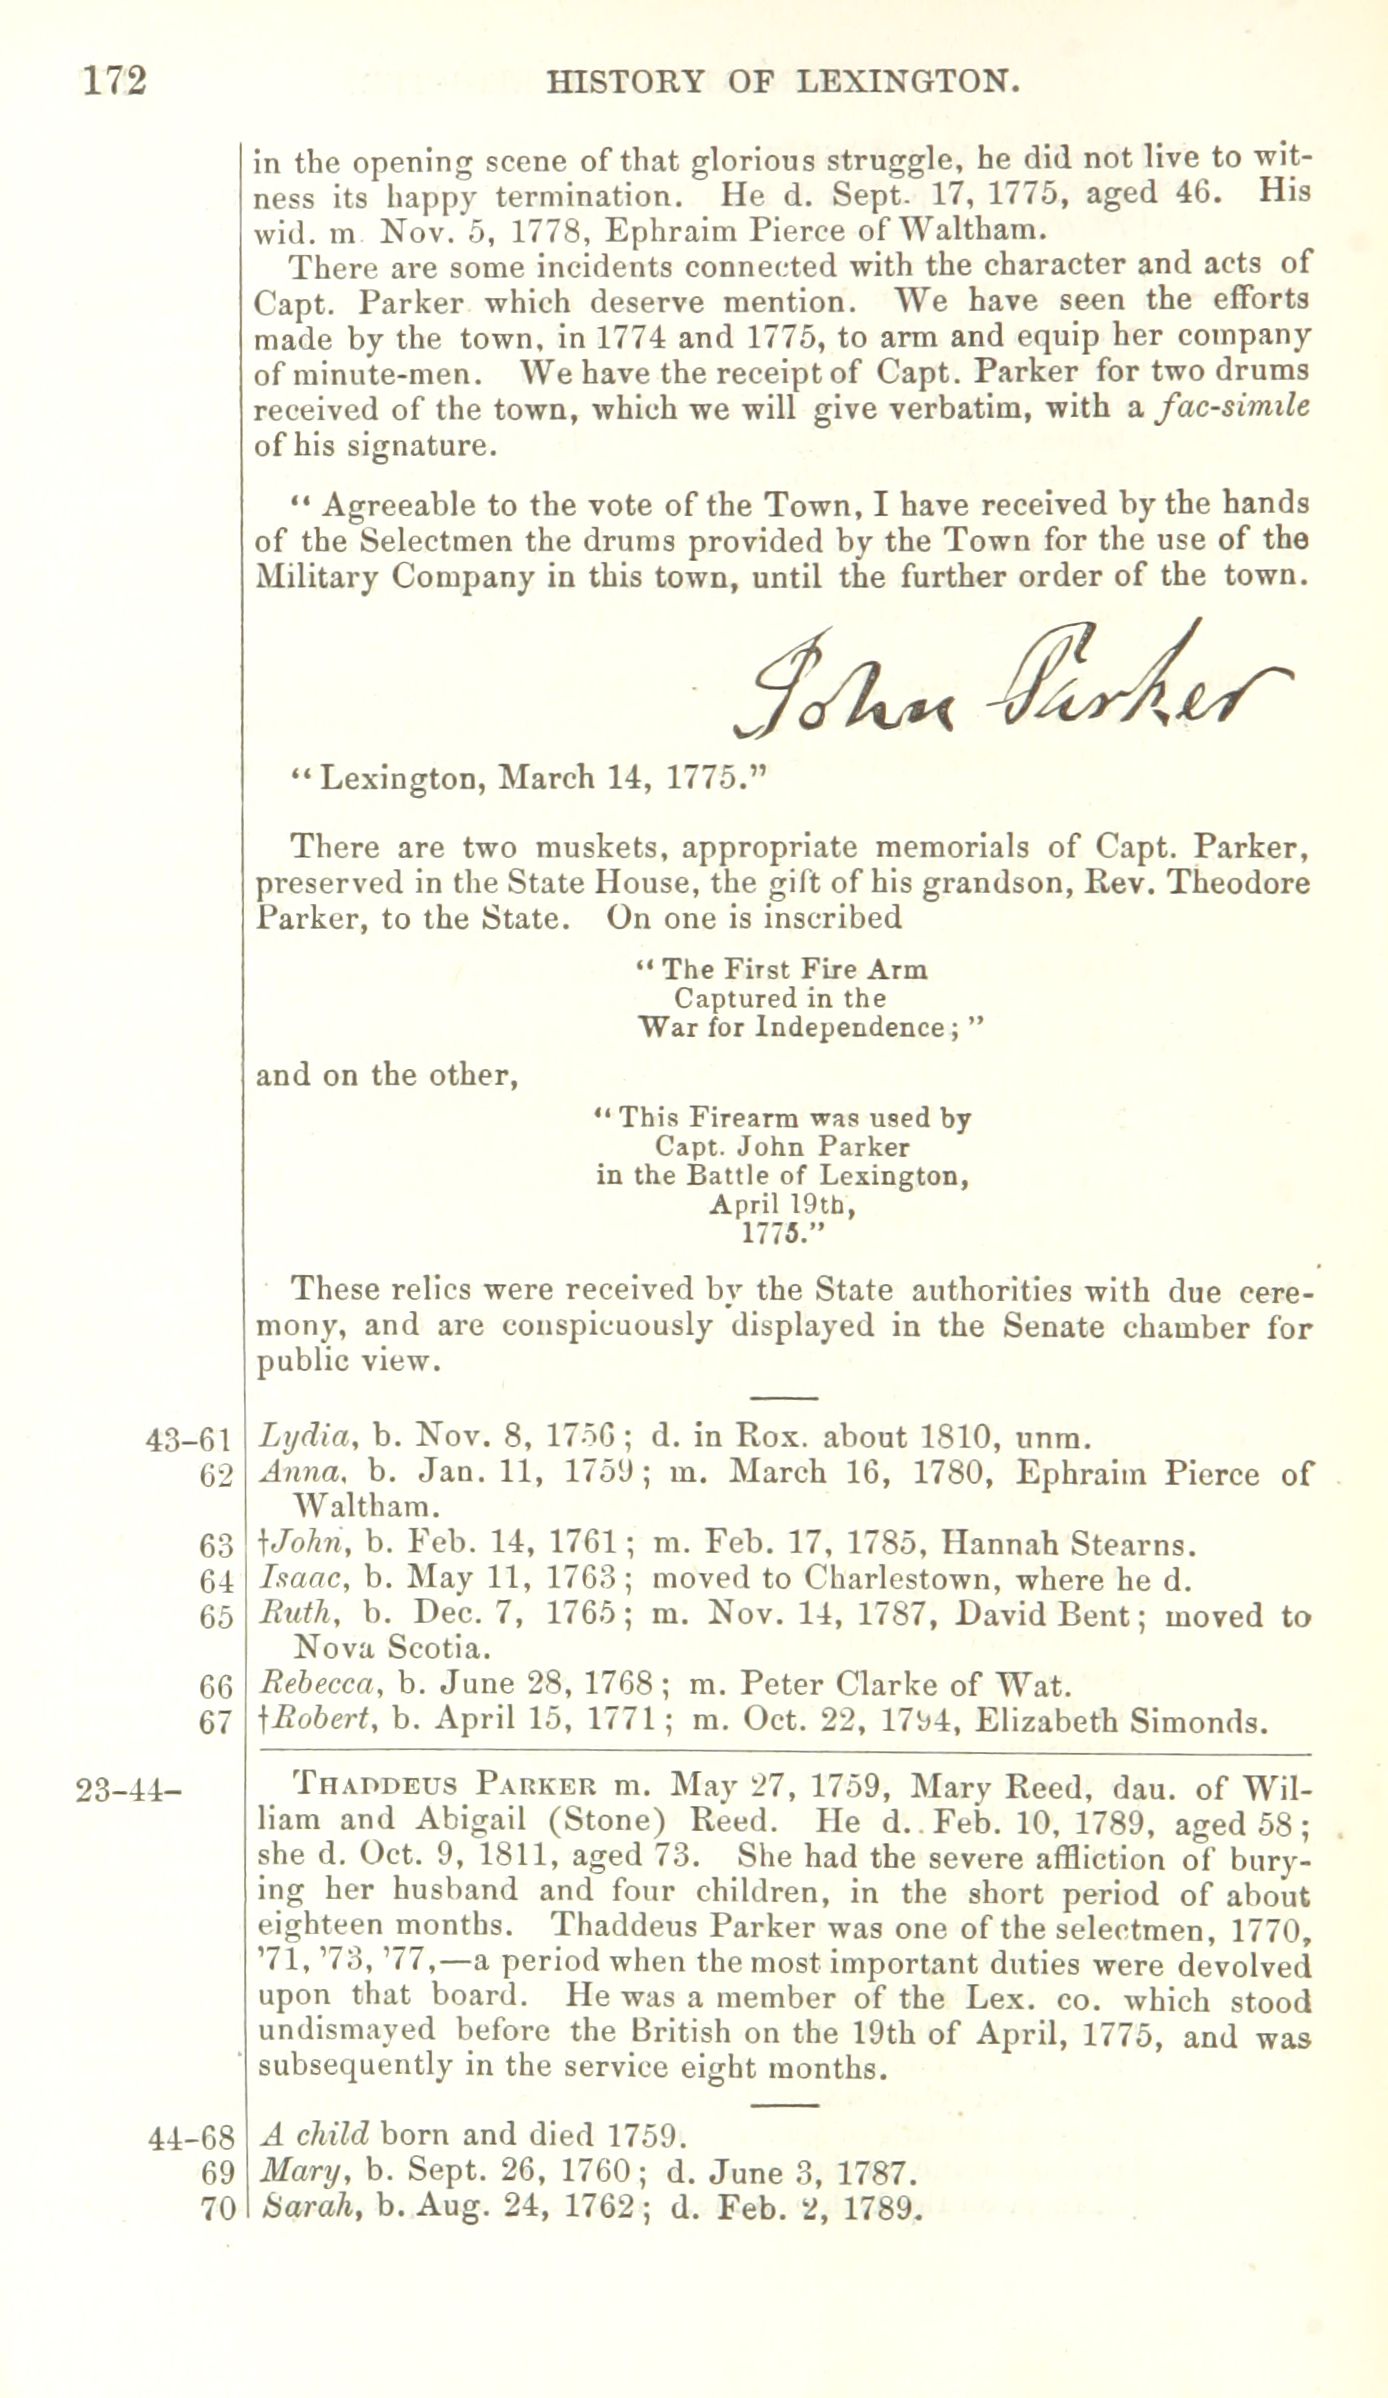 172 HISTORY OF LEXINGTON.
in the opening scene of that glorious struggle, he did not live to wit-
ness its happy termination. He d. Sept. 17, 1775, aged 46. His
wid. m. Nov. 5, 1778, Ephraim Pierce of Waltham.
There are some incidents connected with the character and acts of
Capt. Parker which deserve mention. We have seen the efforts
made by the town, in 1774 and 1775, to arm and equip her company
of minute-men. We have the receipt of Capt. Parker for two drums
received of the town, which we will give verbatim, with a fac-simile
of his signature.
“ Agreeable to the vote of the Town, I have received by the hands
of the Selectmen the drums provided by the Town for the use of the
Military Company in this town, until the further order of the town.
John Parker
“ Lexington, March 14, 1775.”
There are two muskets, appropriate memorials of Capt. Parker,
preserved in the State House, the gift of his grandson, Rev. Theodore
Parker, to the State. On one is inscribed
“ The First Fire Arm
Captured in the
War for Independence; ”
and on the other,
“ This Firearm was used by
Capt. John Parker
in the Battle of Lexington,
April 19th,
1775.”
These relics were received by the State authorities with due cere-
mony, and are conspicuously displayed in the Senate chamber for
public view.
43–61 Lydia, b. Nov. 8, 1756; d. in Rox. about 1810, unm.
62 Anna, b. Jan. 11, 1759; m. March 16, 1780, Ephraim Pierce of
Waltham.
63 †John, b. Feb. 14, 1761; m. Feb. 17, 1785, Hannah Stearns.
64 Isaac, b. May 11, 1763; moved to Charlestown, where he d.
65 Ruth, b. Dec. 7, 1765; m. Nov. 14, 1787, David Bent; moved to
Nova Scotia.
66 Rebecca, b. June 28, 1768; m. Peter Clarke of Wat.
67 †Robert, b. April 15, 1771; m. Oct. 22, 1794, Elizabeth Simonds.
23–44– THADDEUS PARKER m. May 27, 1759, Mary Reed, dau. of Wil-
liam and Abigail (Stone) Reed. He d. Feb. 10, 1789, aged 58;
she d. Oct. 9, 1811, aged 73. She had the severe affliction of bury-
ing her husband and four children, in the short period of about
eighteen months. Thaddeus Parker was one of the selectmen, 1770,
’71, ’73, ’77,—a period when the most important duties were devolved
upon that board. He was a member of the Lex. co. which stood
undismayed before the British on the 19th of April, 1775, and was
subsequently in the service eight months.
44–68 A child born and died 1759.
69 Mary, b. Sept. 26, 1760; d. June 3, 1787.
70 Sarah, b. Aug. 24, 1762; d. Feb. 2, 1789.